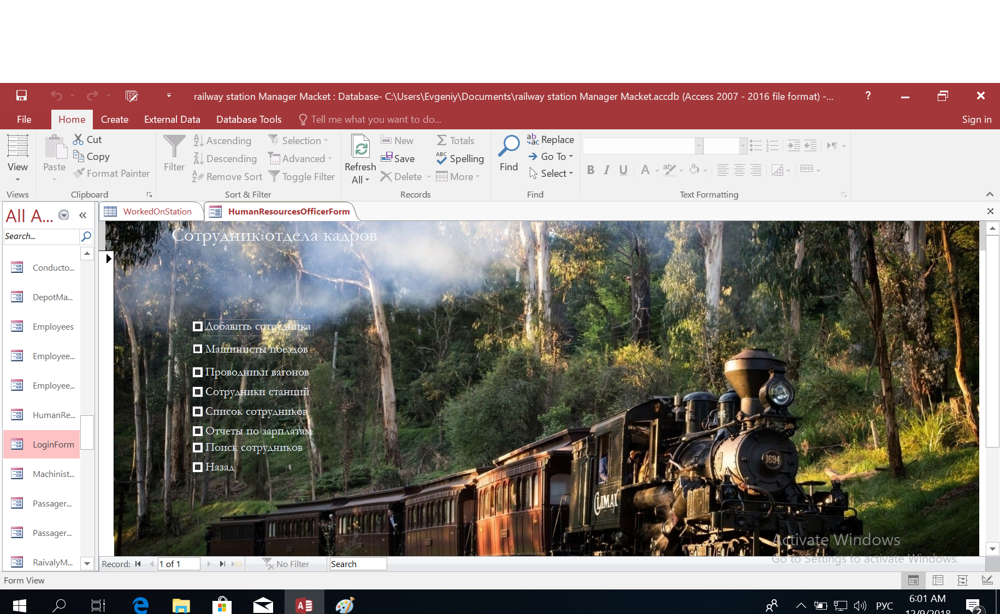 railway station Manager Macket : Database- C:\Users\Evgeniy\Documents\railway station Manager Macket.accdb (Access 2007 - 2016 file format) -...
?
File Home Create External Data Database Tools Tell me what you want to do... Sign in
View
Views
Paste
Cut
Copy
Format Painter
Clipboard
Filter
Ascending
Descending
Remove Sort
Selection
Advanced
Toggle Filter
Sort & Filter
Refresh
All
New
Save
Delete
Totals
Spelling
More
Records
Find
Replace
Go To
Select
Find
B I U A
Text Formatting
All A...
Search...
Conducto...
DepotMa...
Employees
Employee...
Employee...
HumanRe...
LoginForm
Machinist...
Passager...
Passager...
RaivalyM...
WorkedOnStation
HumanResourcesOfficerForm
Сотрудник отдела кадров
Добавить сотрудника
Машинисты поездов
Проводники вагонов
Сотрудники станций
Список сотрудников
Отчеты по зарплатам
Поиск сотрудников
Назад
1694
CLIMAX
Activate Windows
Go to Settings to activate Windows.
Record: 1 of 1 No Filter Search
Form View
РУС
6:01 AM
12/9/2018
2